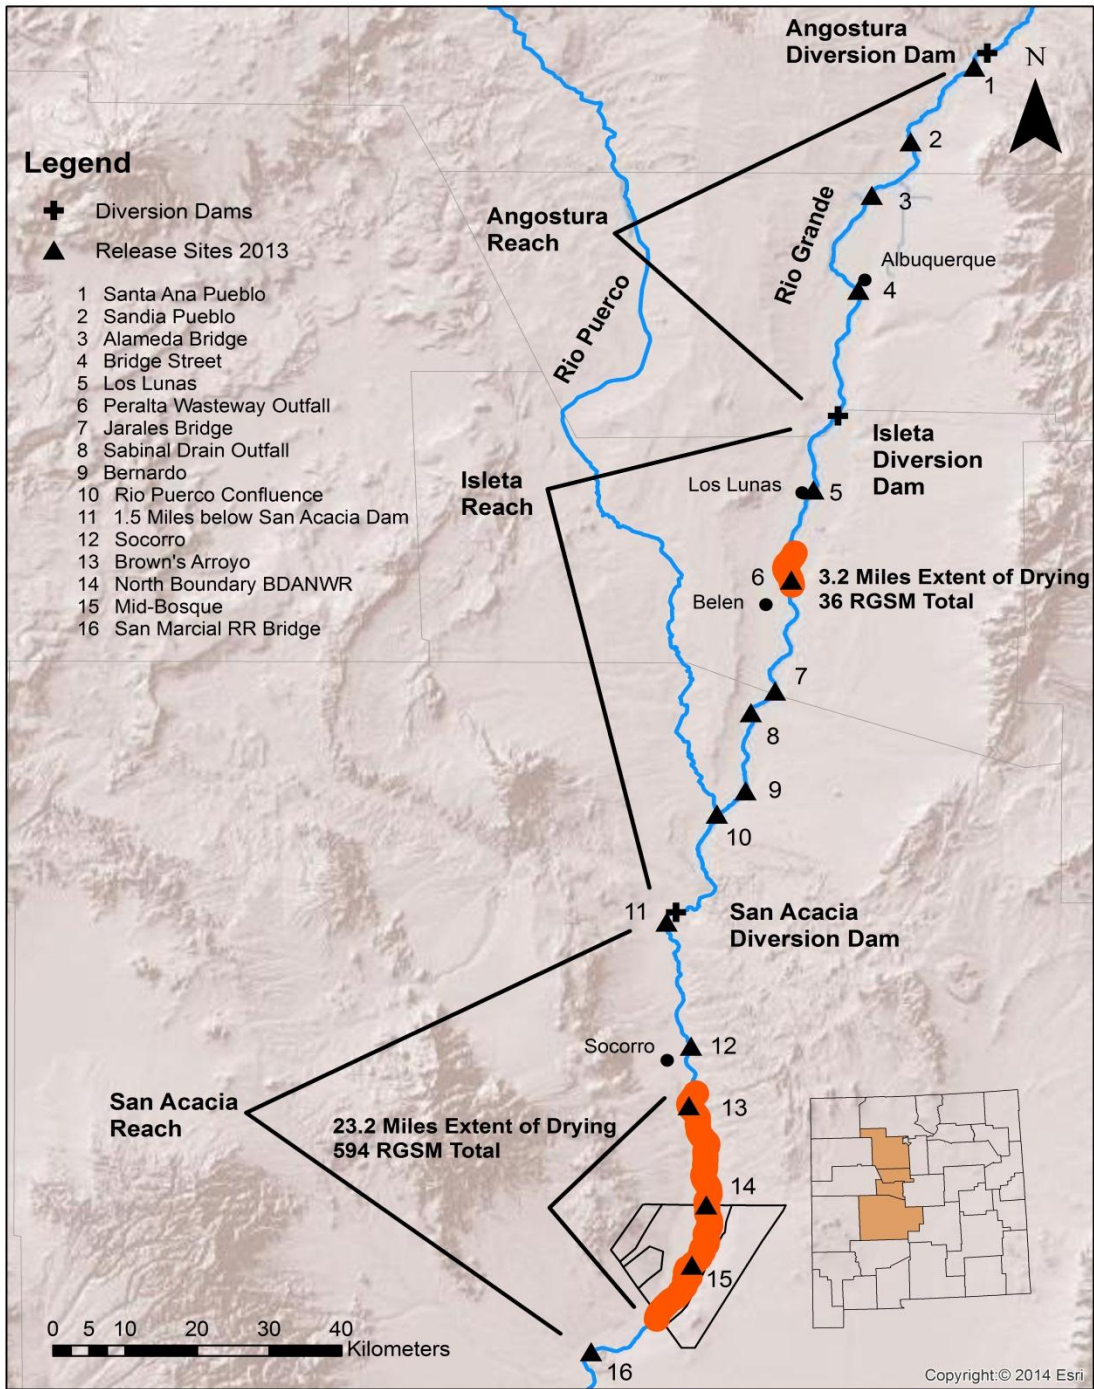 Angostura
Diversion Dam
N
1
2
Legend
Diversion Dams
Release Sites 2013
1 Santa Ana Pueblo
2 Sandia Pueblo
3 Alameda Bridge
4 Bridge Street
5 Los Lunas
6 Peralta Wasteway Outfall
7 Jarales Bridge
8 Sabinal Drain Outfall
9 Bernardo
10 Rio Puerco Confluence
11 1.5 Miles below San Acacia Dam
12 Socorro
13 Brown's Arroyo
14 North Boundary BDANWR
15 Mid-Bosque
16 San Marcial RR Bridge
Angostura
Reach
3
Rio Grande
Albuquerque
4
Rio Puerco
Isleta
Diversion
Dam
Isleta
Reach
Los Lunas
5
6
3.2 Miles Extent of Drying
36 RGSM Total
Belen
7
8
9
10
11
San Acacia
Diversion Dam
Socorro
12
San Acacia
Reach
23.2 Miles Extent of Drying
594 RGSM Total
13
14
15
16
0 5 10 20 30 40
Kilometers
Copyright:© 2014 Esri